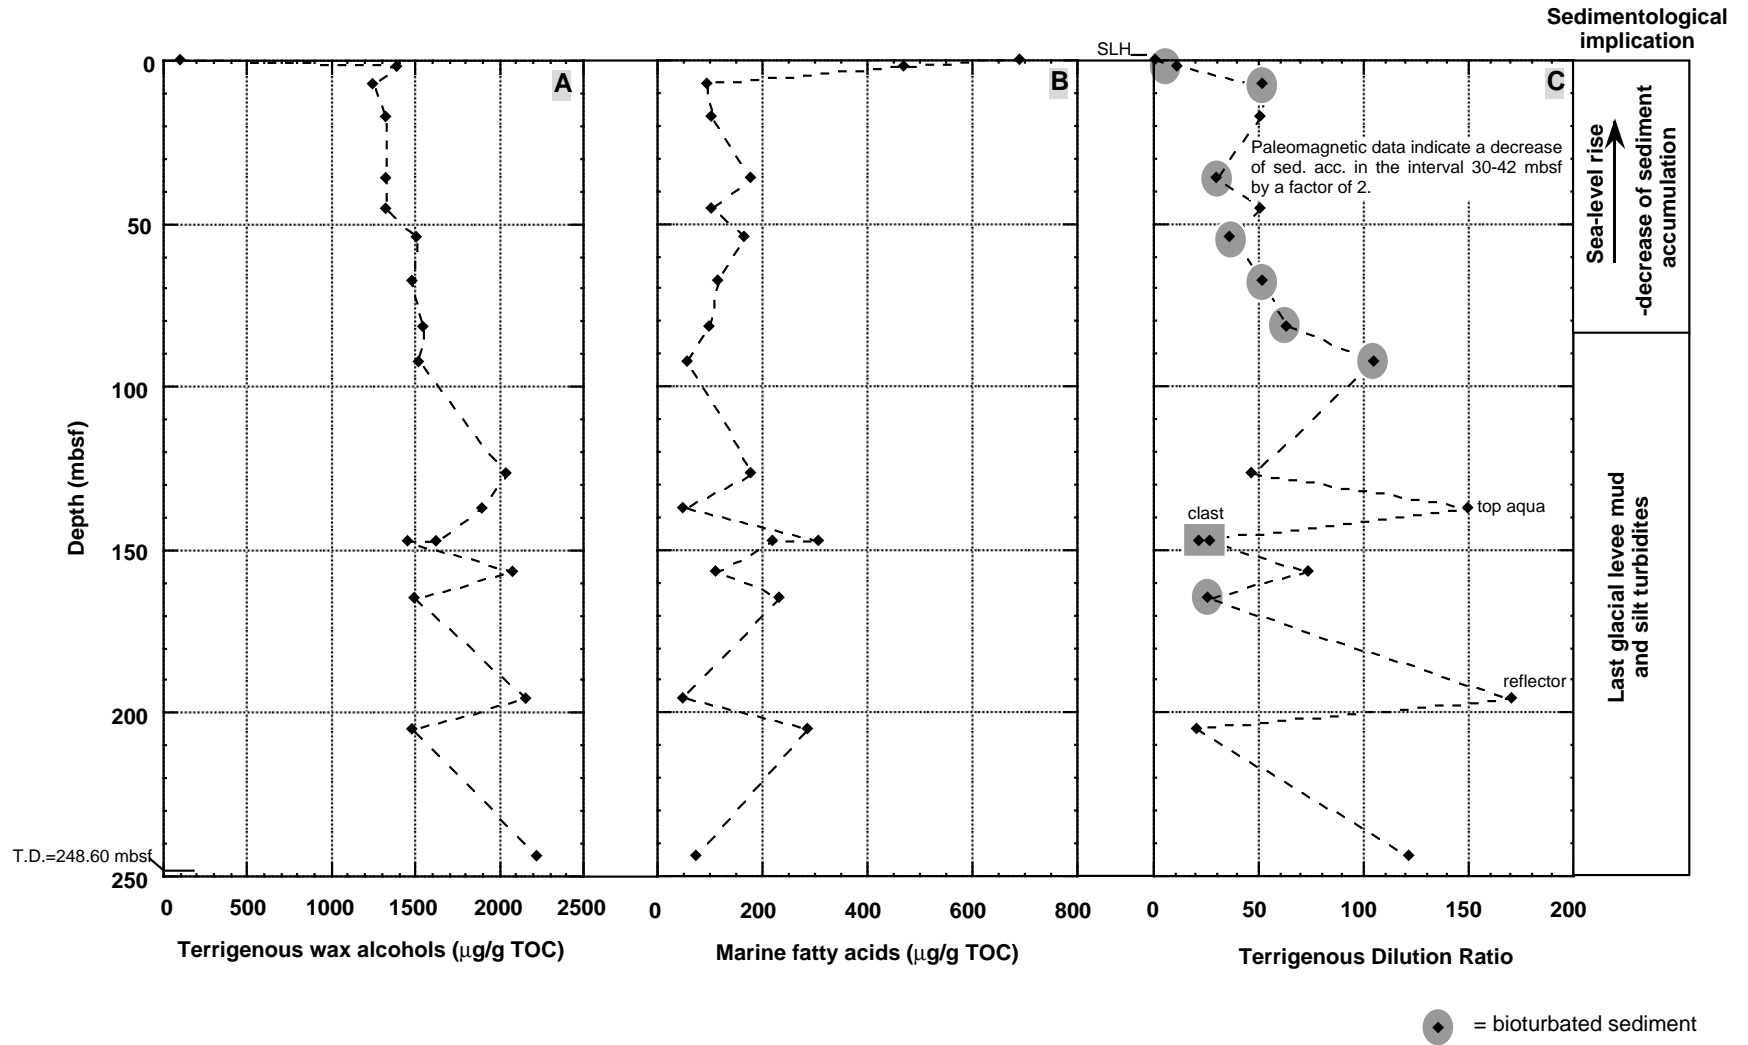 Sedimentological
implication
SLH
0
50
100
150
200
250
Depth (mbsf)
T.D.=248.60 mbsf
A
0 500 1000 1500 2000 2500
Terrigenous wax alcohols (μg/g TOC)
B
0 200 400 600 800
Marine fatty acids (μg/g TOC)
C
Paleomagnetic data indicate a decrease
of sed. acc. in the interval 30-42 mbsf
by a factor of 2.
clast
top aqua
reflector
0 50 100 150 200
Terrigenous Dilution Ratio
Sea-level rise
-decrease of sediment
accumulation
Last glacial levee mud
and silt turbidites
= bioturbated sediment